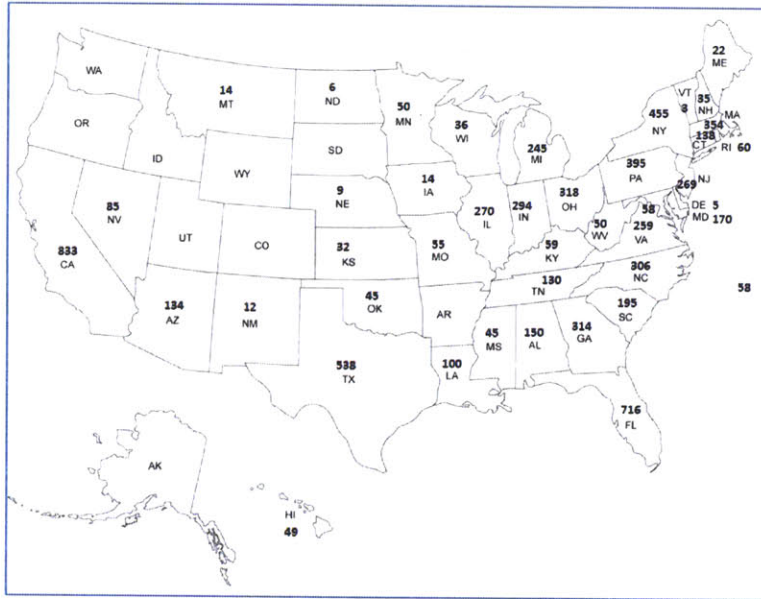 WA
OR
CA 833
NV 85
ID
MT 14
WY
UT
AZ 134
CO
NM 12
ND 6
SD
NE 9
KS 32
OK 45
TX 538
MN 50
IA 14
MO 55
AR
LA 100
WI 36
IL 270
MI 245
IN 294
OH 318
KY 59
TN 130
MS 45
AL 150
GA 314
FL 716
SC 195
NC 306
VA 259
58
WV 50
PA 395
NY 455
VT 3
NH 35
ME 22
MA 354
CT 138
RI 60
NJ 269
DE 5
MD 170
58
AK
HI 49